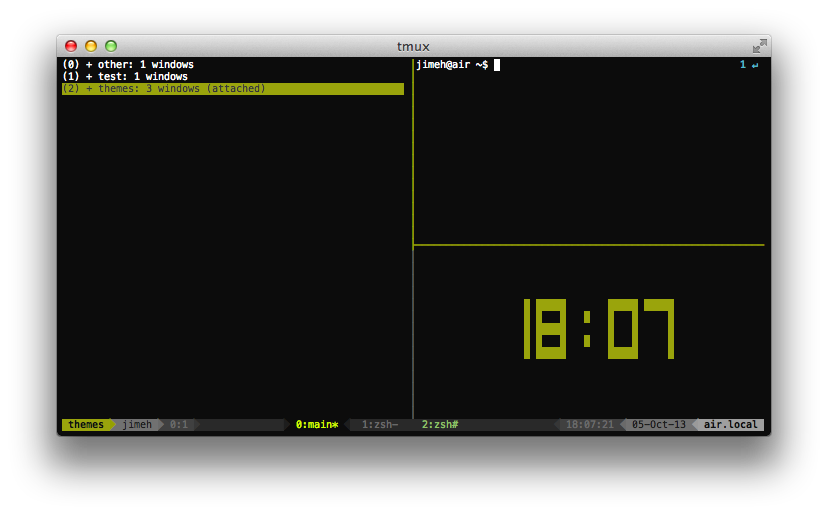 tmux
(0) + other: 1 windows
(1) + test: 1 windows
(2) + themes: 3 windows (attached)
jimeh@air ~$ 1 ↵
18:07
themes jimeh 0:1 0:main* 1:zsh- 2:zsh# 18:07:21 05-Oct-13 air.local